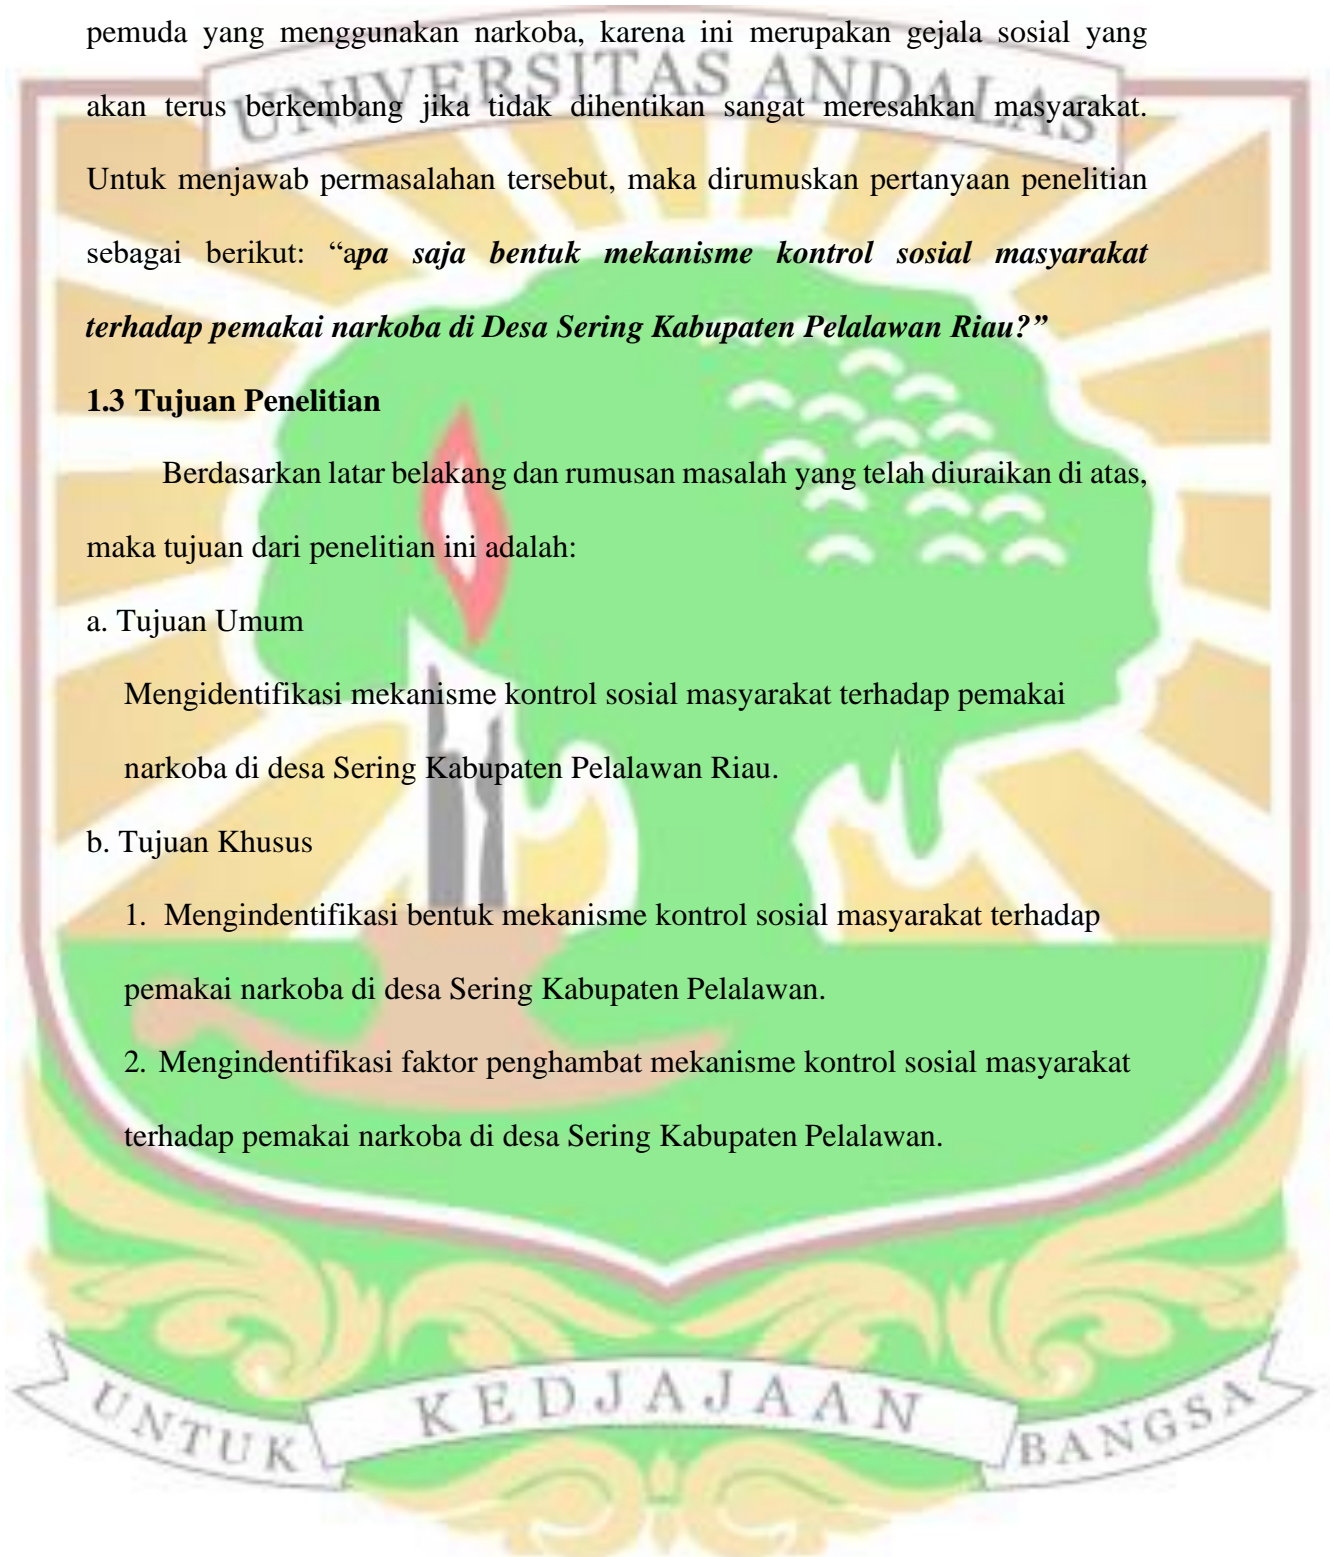 pemuda yang menggunakan narkoba, karena ini merupakan gejala sosial yang
UNIVERSITAS ANDALAS
akan terus berkembang jika tidak dihentikan sangat meresahkan masyarakat.
Untuk menjawab permasalahan tersebut, maka dirumuskan pertanyaan penelitian
sebagai berikut: “apa saja bentuk mekanisme kontrol sosial masyarakat
terhadap pemakai narkoba di Desa Sering Kabupaten Pelalawan Riau?”
1.3 Tujuan Penelitian
Berdasarkan latar belakang dan rumusan masalah yang telah diuraikan di atas,
maka tujuan dari penelitian ini adalah:
a. Tujuan Umum
Mengidentifikasi mekanisme kontrol sosial masyarakat terhadap pemakai
narkoba di desa Sering Kabupaten Pelalawan Riau.
b. Tujuan Khusus
1. Mengindentifikasi bentuk mekanisme kontrol sosial masyarakat terhadap
pemakai narkoba di desa Sering Kabupaten Pelalawan.
2. Mengindentifikasi faktor penghambat mekanisme kontrol sosial masyarakat
terhadap pemakai narkoba di desa Sering Kabupaten Pelalawan.
UNTUK KEDJAJAAN BANGSA